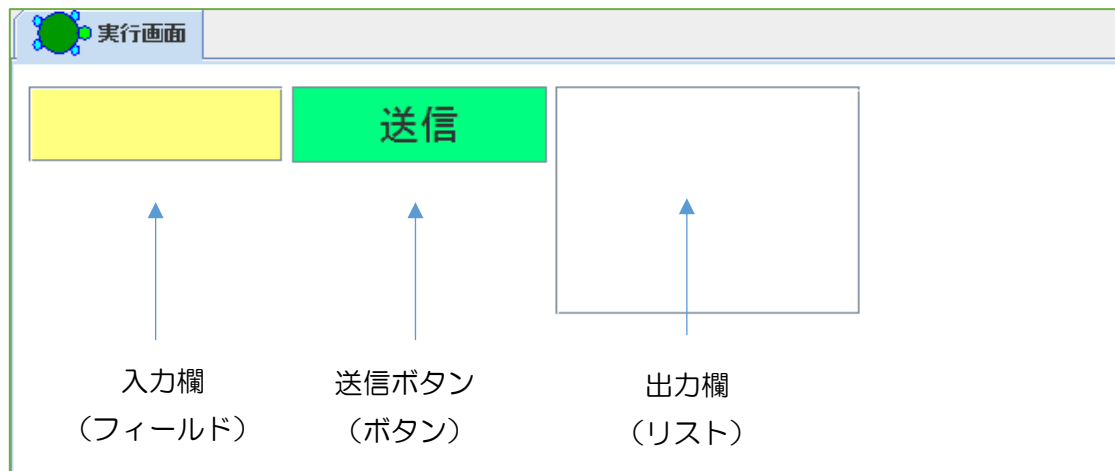 実行画面
送信
入力欄
（フィールド）
送信ボタン
（ボタン）
出力欄
（リスト）